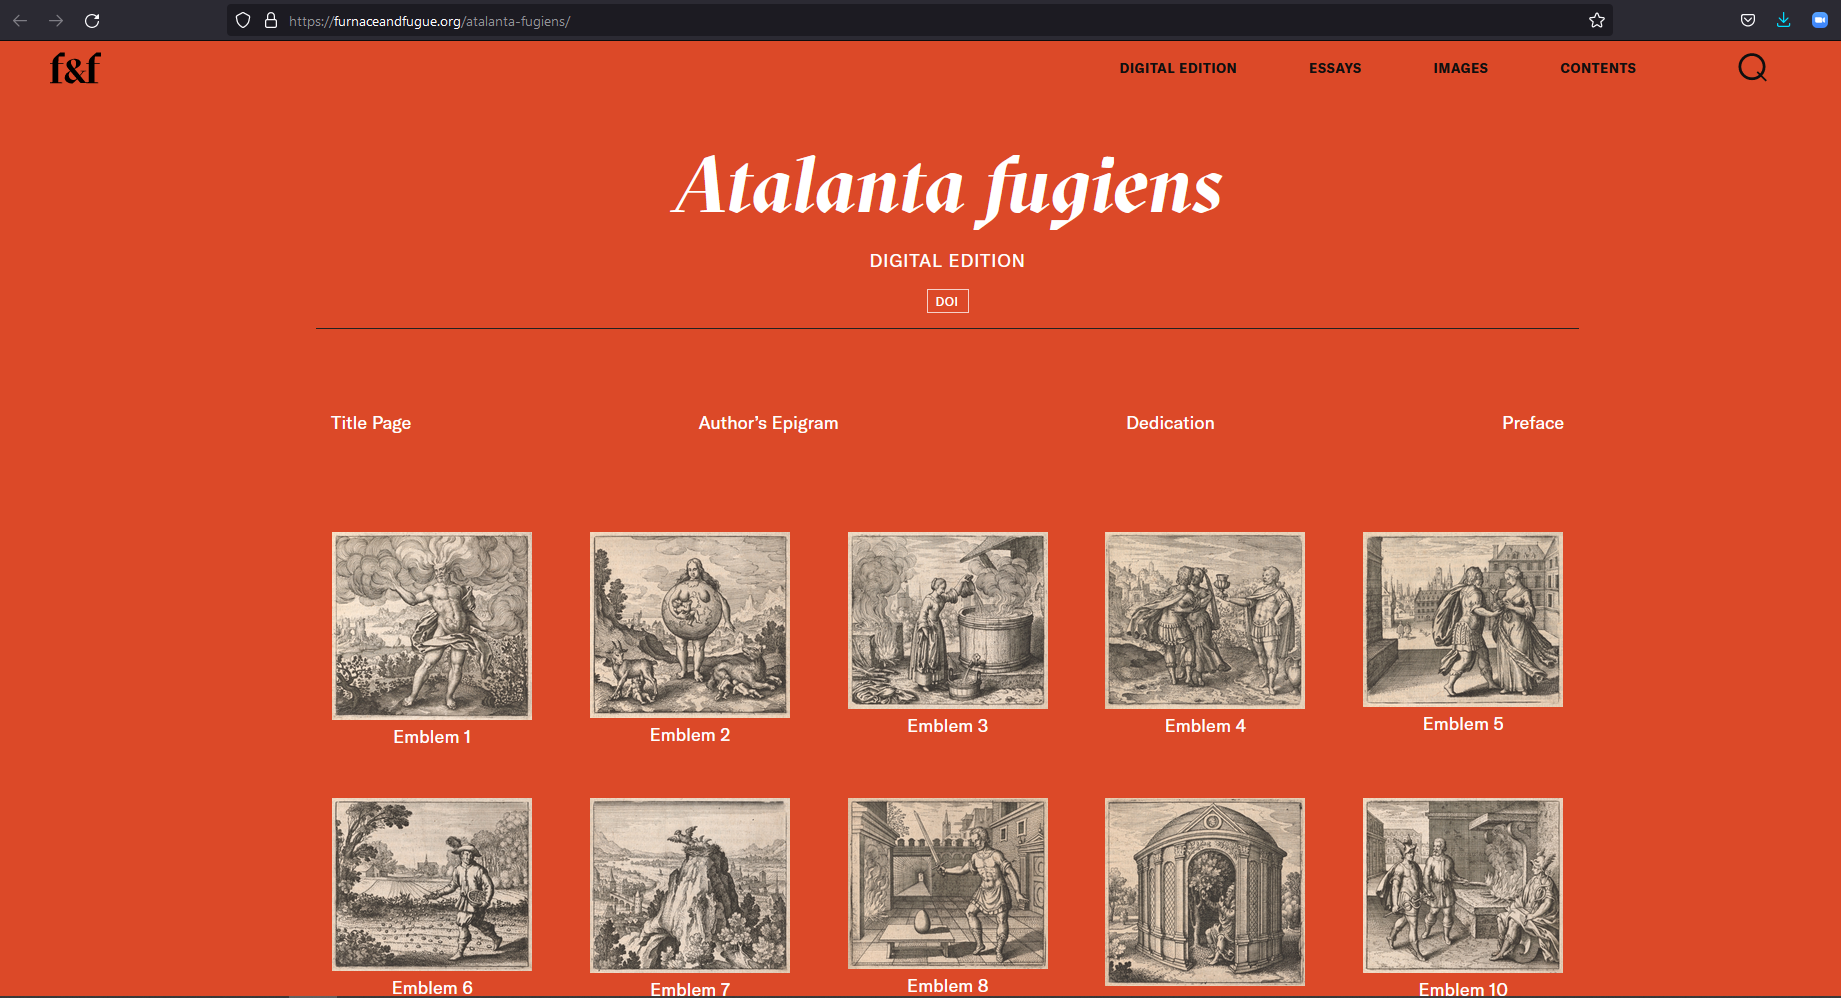 https://furnaceandfugue.org/atalanta-fugiens/
f&f
DIGITAL EDITION
ESSAYS
IMAGES
CONTENTS
Atalanta fugiens
DIGITAL EDITION
DOI
Title Page
Author's Epigram
Dedication
Preface
Emblem 1
Emblem 2
Emblem 3
Emblem 4
Emblem 5
Emblem 6
Emblem 7
Emblem 8
Emblem 10